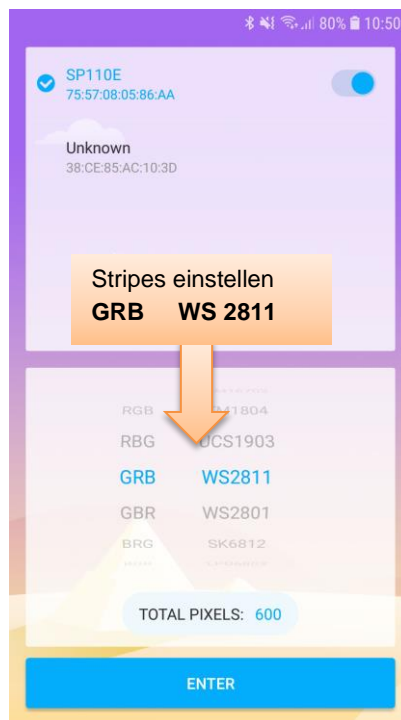 80% 10:50
SP110E
75:57:08:05:86:AA
Unknown
38:CE:85:AC:10:3D
Stripes einstellen
GRB WS 2811
RGB
RBG UCS1903
GRB WS2811
GBR WS2801
BRG SK6812
TOTAL PIXELS: 600
ENTER